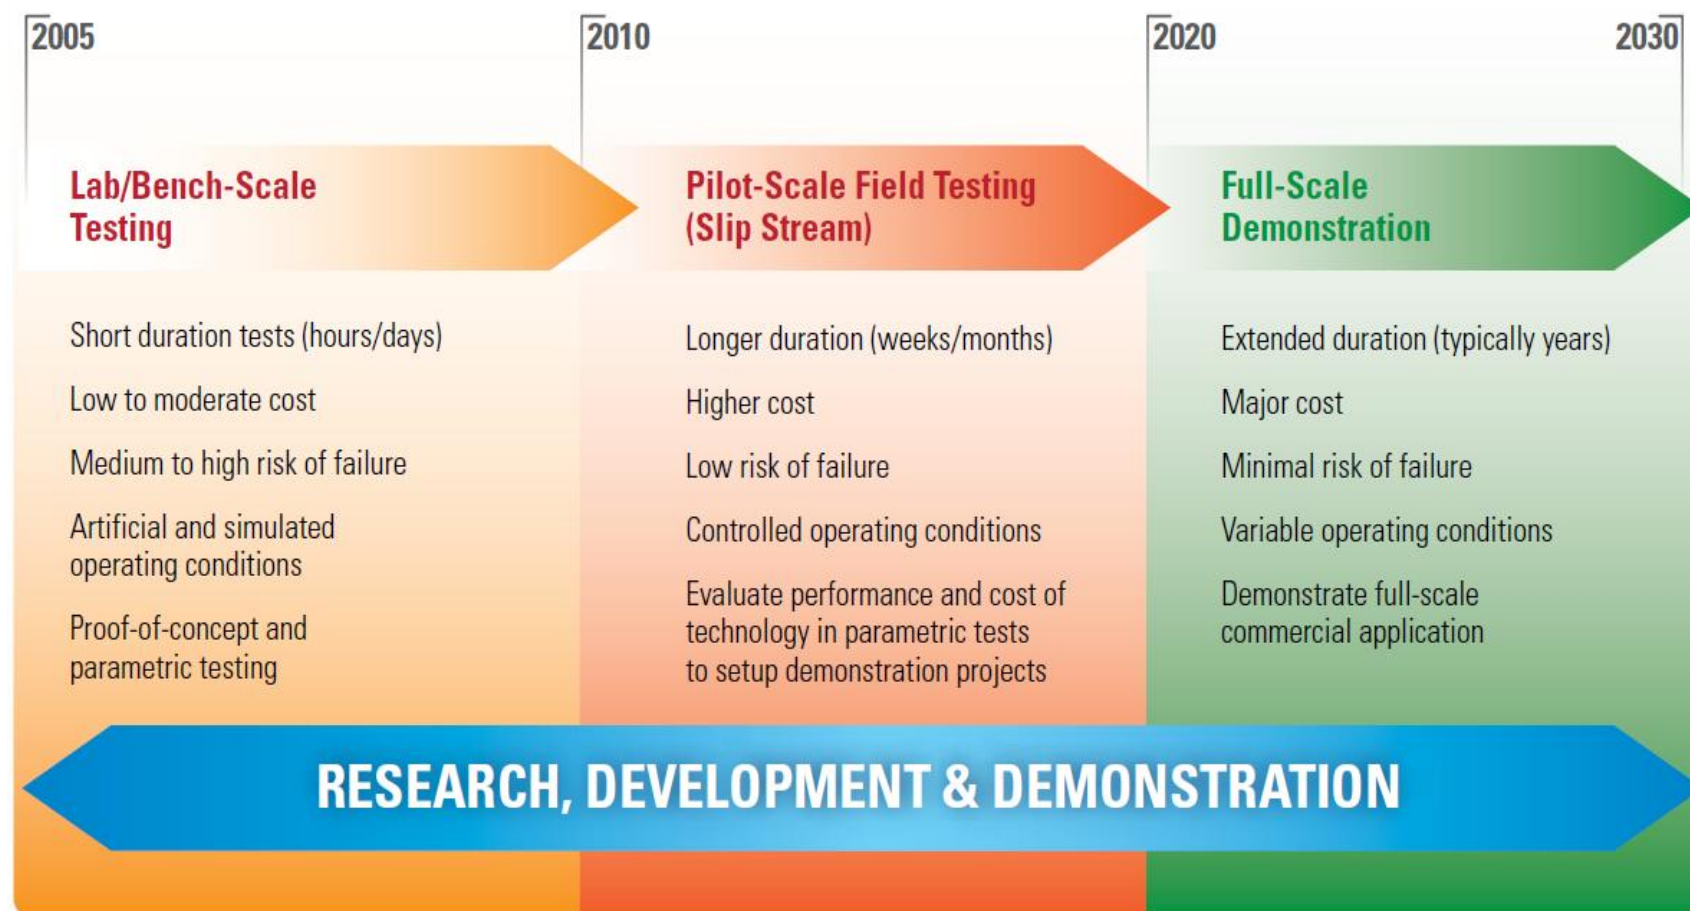 2005
2010
2020
2030
Lab/Bench-Scale
Testing
Short duration tests (hours/days)
Low to moderate cost
Medium to high risk of failure
Artificial and simulated
operating conditions
Proof-of-concept and
parametric testing
Pilot-Scale Field Testing
(Slip Stream)
Longer duration (weeks/months)
Higher cost
Low risk of failure
Controlled operating conditions
Evaluate performance and cost of
technology in parametric tests
to setup demonstration projects
Full-Scale
Demonstration
Extended duration (typically years)
Major cost
Minimal risk of failure
Variable operating conditions
Demonstrate full-scale
commercial application
RESEARCH, DEVELOPMENT & DEMONSTRATION